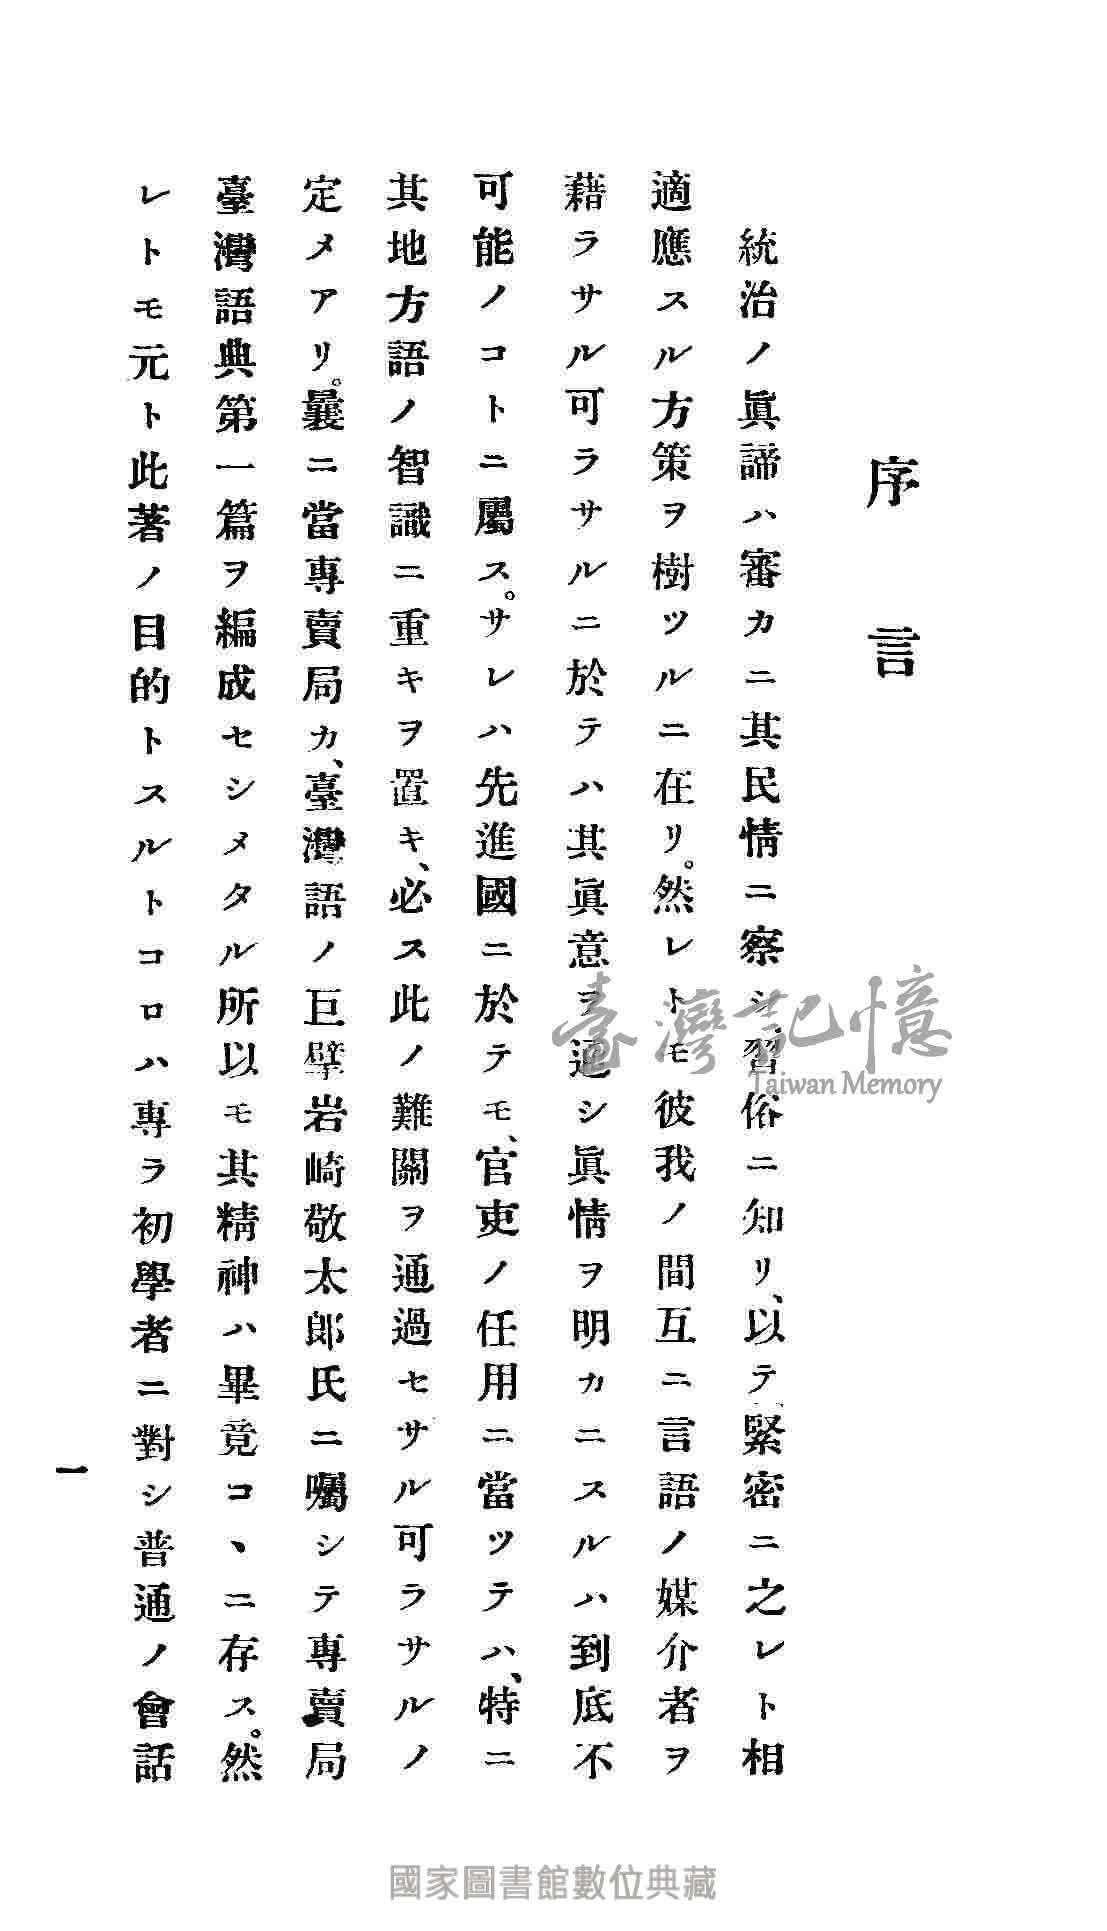 序言
統治ノ眞諦ハ審カニ其民情ニ察シ、習俗ニ知リ、以テ緊密ニ之レト相
適應スル方策ヲ樹ツルニ在リ。然レトモ彼我ノ間互ニ言語ノ媒介者ヲ
藉ラサル可ラサルニ於テハ其眞意ヲ通シ眞情ヲ明カニスルハ到底不
可能ノコトニ屬ス。サレハ先進國ニ於テモ、官吏ノ任用ニ當ツテハ、特ニ
其地方語ノ智識ニ重キヲ置キ、必ス此ノ難關ヲ通過セサル可ラサルノ
定メアリ。曩ニ當專賣局カ、臺灣語ノ巨擘岩崎敬太郎氏ニ囑シテ專賣局
臺灣語典第一篇ヲ編成セシメタル所以モ其精神ハ畢竟コヽニ存ス。然
レトモ元ト此著ノ目的トスルトコロハ專ラ初學者ニ對シ普通ノ會話
一
臺灣記憶
Taiwan Memory
國家圖書館數位典藏